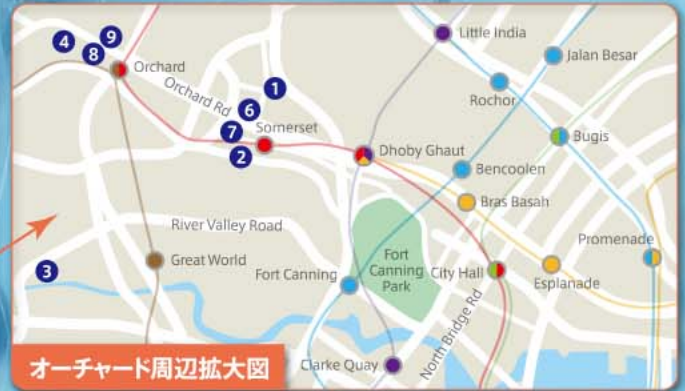 4
8
9
Orchard
Orchard Rd
1
6
7
Somerset
2
Little India
Jalan Besar
Rochor
Bugis
Dhoby Ghaut
Bencoolen
Bras Basah
River Valley Road
Promenade
3
Great World
Fort Canning
Fort
Canning
Park
City Hall
Esplanade
North Bridge Rd
Clarke Quay
オーチャード周辺拡大図